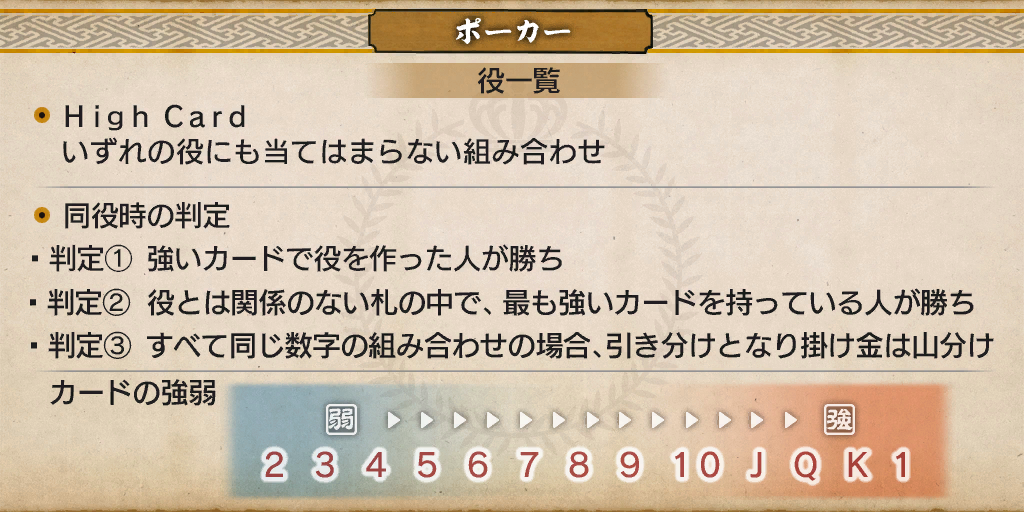 ポーカー
役一覧
High Card
いずれの役にも当てはまらない組み合わせ
同役時の判定
・判定① 強いカードで役を作った人が勝ち
・判定② 役とは関係のない札の中で、最も強いカードを持っている人が勝ち
・判定③ すべて同じ数字の組み合わせの場合、引き分けとなり掛け金は山分け
カードの強弱
弱 ▶ ▶ ▶ ▶ ▶ ▶ ▶ ▶ ▶ ▶ ▶ ▶ ▶ 強
2 3 4 5 6 7 8 9 10 J Q K 1